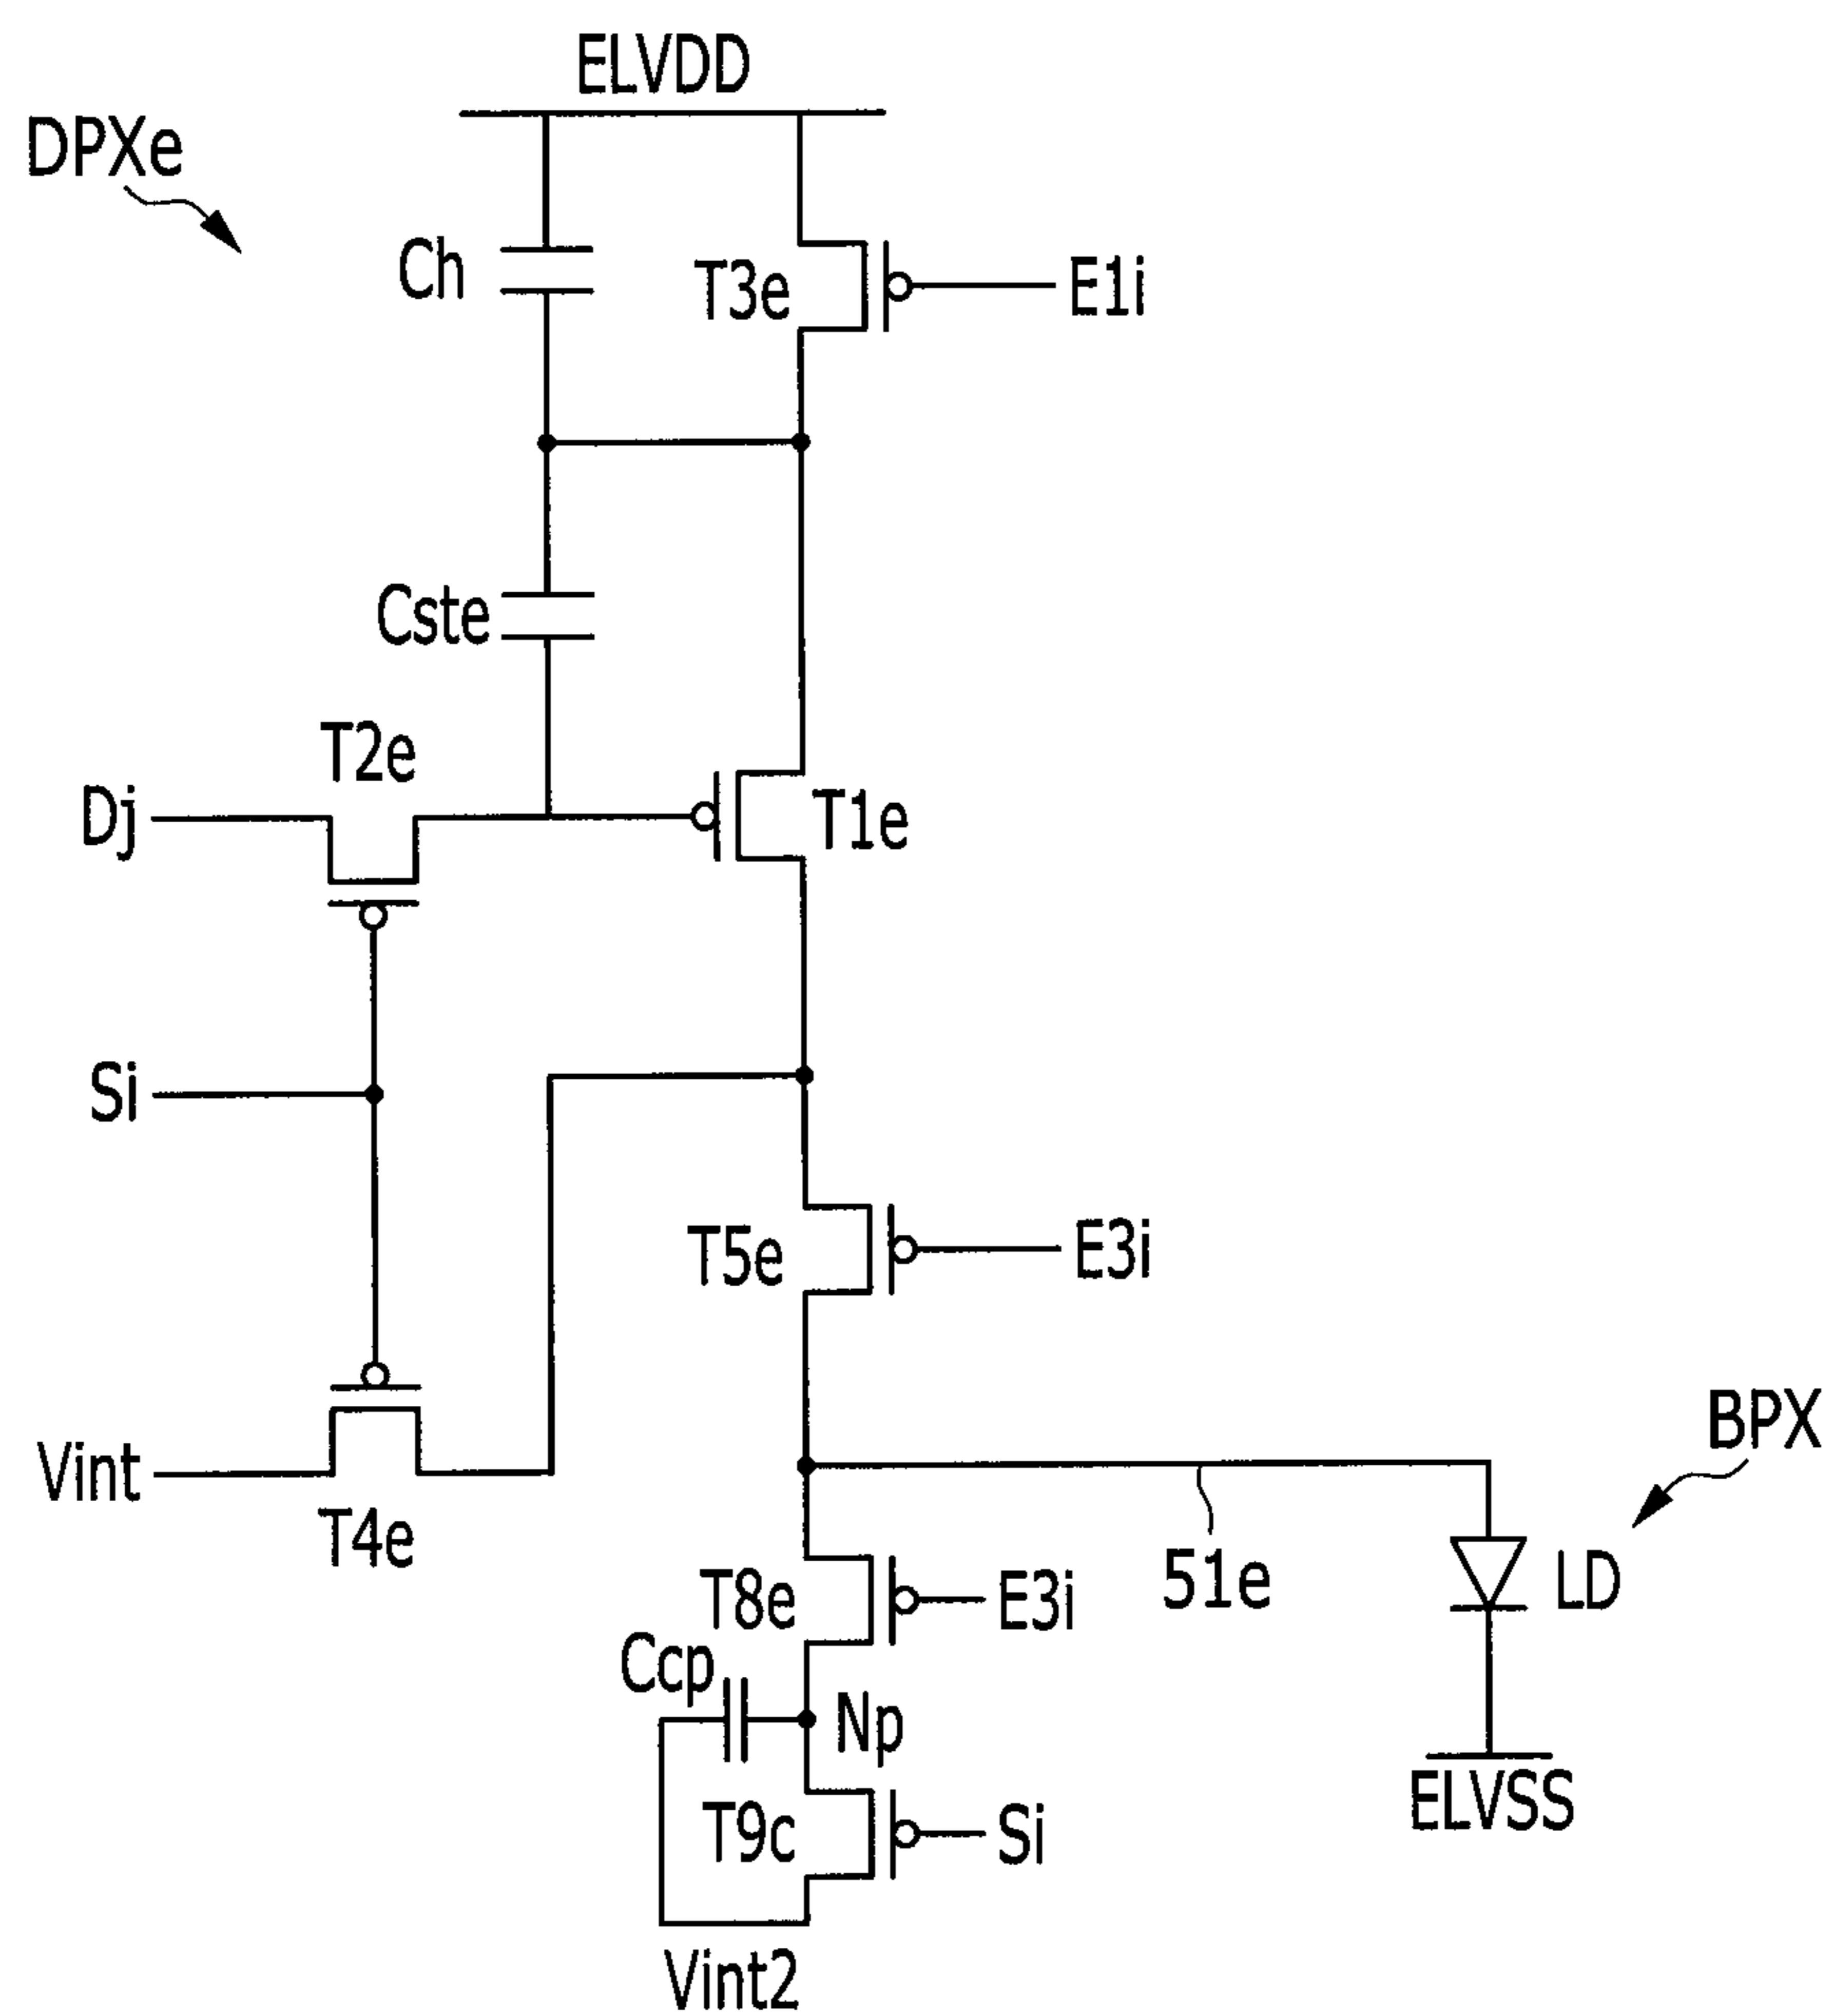 ELVDD
DPXe
Ch
T3e
E1i
Cste
T2e
Dj
T1e
Si
T5e
E3i
Vint
T4e
BPX
T8e
E3i
51e
LD
Ccp
Np
T9c
Si
ELVSS
Vint2